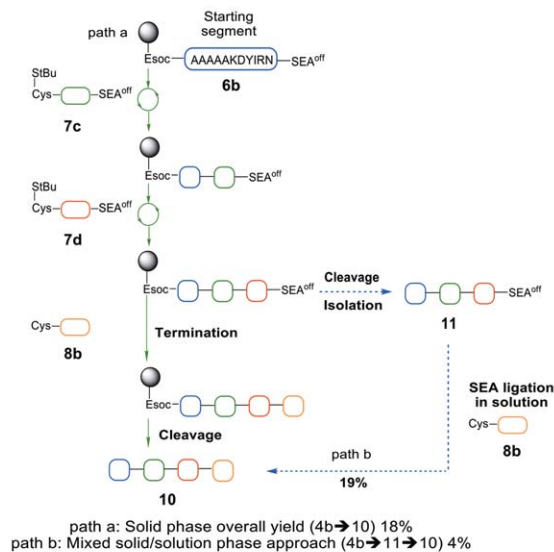 path a
Starting
segment
Esoc
AAAAAKDYIRN
SEAoff
6b
StBu
Cys
SEAoff
7c
Esoc
SEAoff
StBu
Cys
SEAoff
7d
Esoc
SEAoff
Cleavage
Isolation
SEAoff
11
Cys
8b
Termination
Esoc
SEA ligation
in solution
Cys
8b
Cleavage
path b
19%
10
path a: Solid phase overall yield (4b➔10) 18%
path b: Mixed solid/solution phase approach (4b➔11➔10) 4%